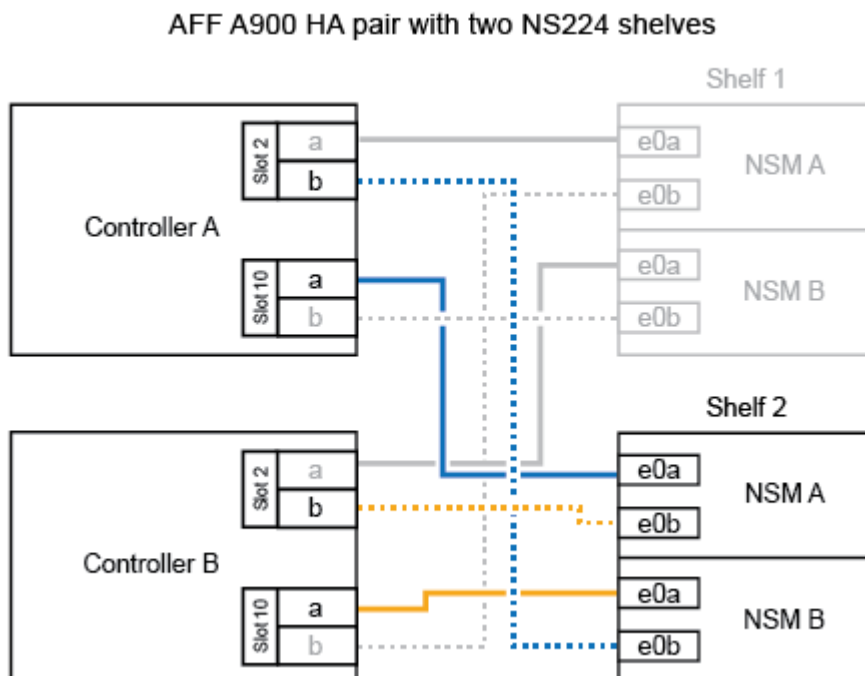 AFF A900 HA pair with two NS224 shelves
Shelf 1
Controller A
Slot 2
a
b
Slot 10
a
b
e0a
e0b
NSM A
e0a
e0b
NSM B
Shelf 2
Controller B
Slot 2
a
b
Slot 10
a
b
e0a
e0b
NSM A
e0a
e0b
NSM B